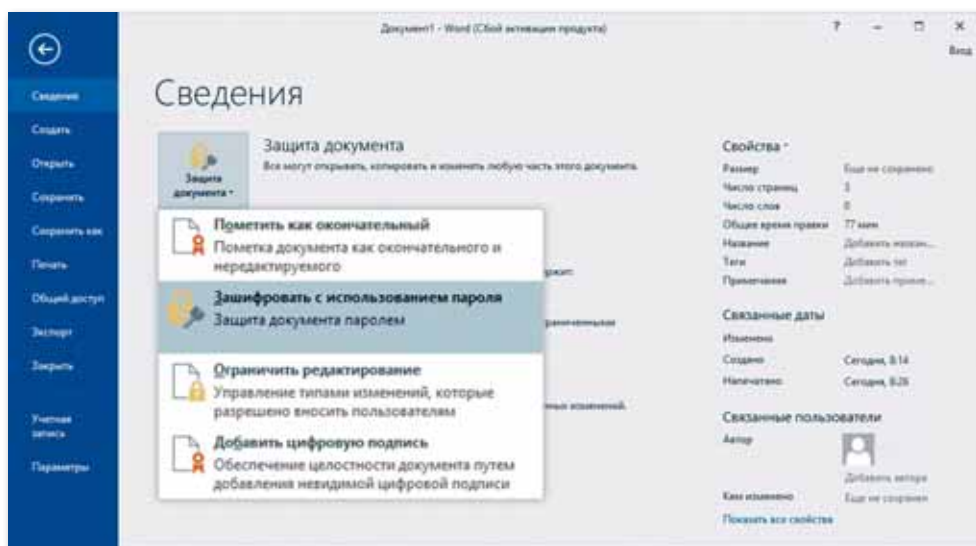 Документ1 - Word (Сбой активации продукта)
?
Вход
Сведения
Создать
Открыть
Сохранить
Сохранить как
Печать
Общий доступ
Экспорт
Закрыть
Учетная
запись
Параметры
Сведения
Защита
документа
Защита документа
Все могут открывать, копировать и изменять любую часть этого документа.
Пометить как окончательный
Пометка документа как окончательного и
нередактируемого
Зашифровать с использованием пароля
Защита документа паролем
Ограничить редактирование
Управление типами изменений, которые
разрешено вносить пользователям
Добавить цифровую подпись
Обеспечение целостности документа путем
добавления невидимой цифровой подписи
ржит:
раниченными
нных изменений.
Свойства
Размер Еще не сохранено
Число страниц 3
Число слов 0
Общее время правки 77 мин
Название Добавить назван...
Теги Добавить тег
Примечания Добавить приме...
Связанные даты
Изменено
Создано Сегодня, 8:14
Напечатано Сегодня, 8:26
Связанные пользователи
Автор
Добавить автора
Кем изменено Еще не сохранен
Показать все свойства